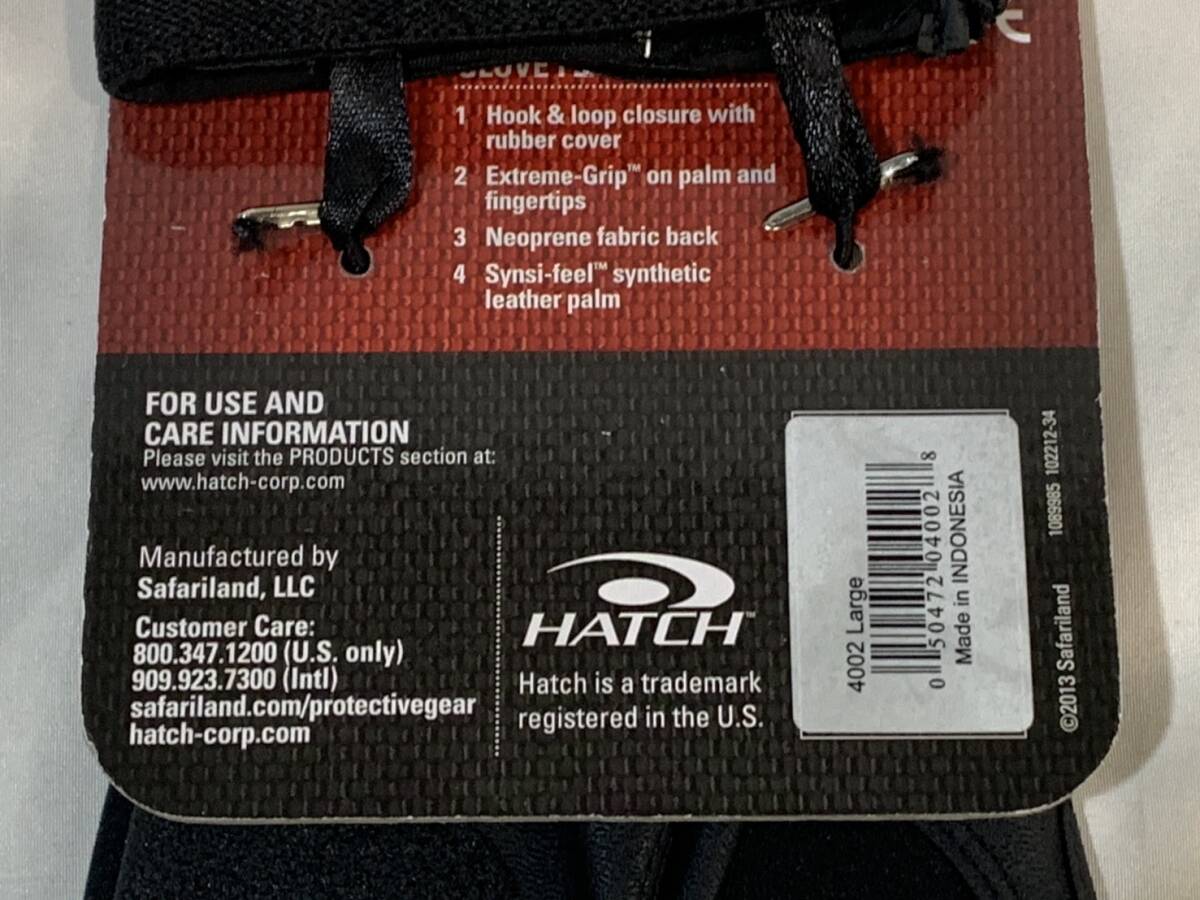 1 Hook & loop closure with
rubber cover
2 Extreme-Grip™ on palm and
fingertips
3 Neoprene fabric back
4 Synsi-feel™ synthetic
leather palm
FOR USE AND
CARE INFORMATION
Please visit the PRODUCTS section at:
www.hatch-corp.com
Manufactured by
Safariland, LLC
Customer Care:
800.347.1200 (U.S. only)
909.923.7300 (Intl)
safariland.com/protectivegear
hatch-corp.com
HATCH™
Hatch is a trademark
registered in the U.S.
4002 Large
0 50472 04002 8
Made in INDONESIA
©2013 Safariland 1089985 102212-34